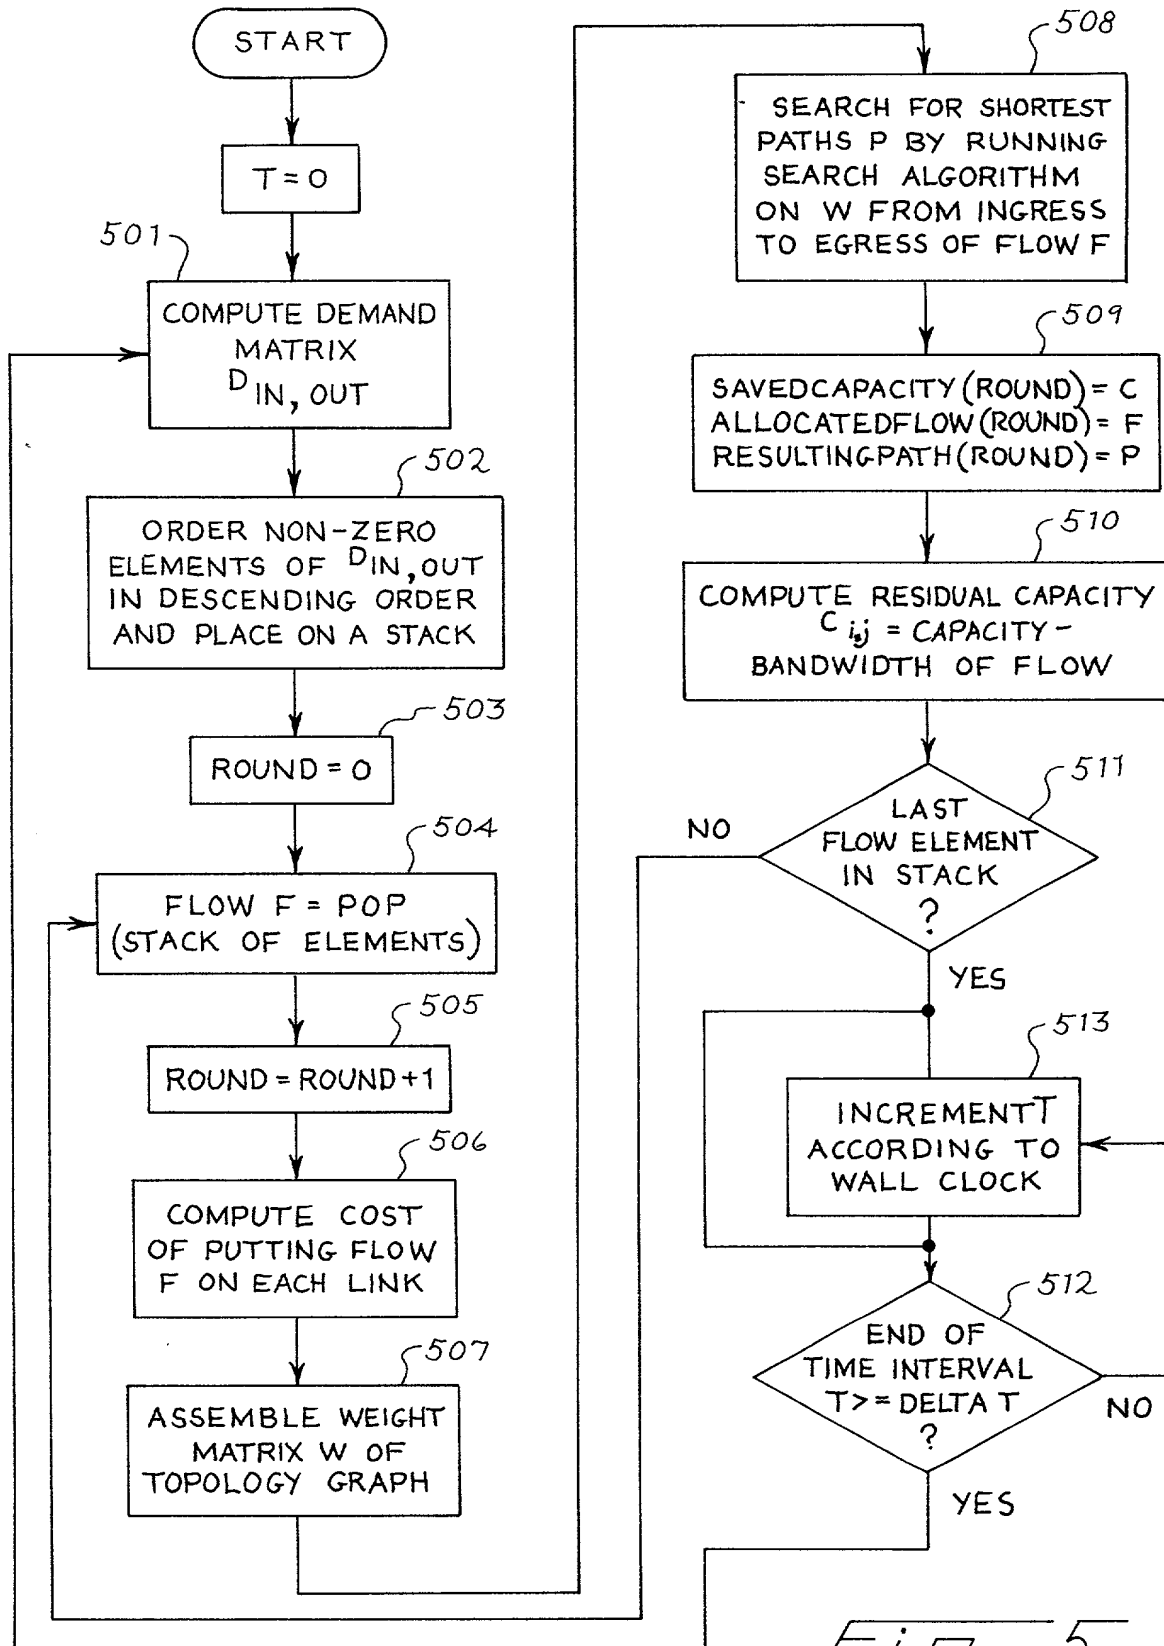 START
T = 0
501
COMPUTE DEMAND
MATRIX
D IN, OUT
502
ORDER NON-ZERO
ELEMENTS OF D IN, OUT
IN DESCENDING ORDER
AND PLACE ON A STACK
503
ROUND = 0
504
FLOW F = POP
(STACK OF ELEMENTS)
505
ROUND = ROUND + 1
506
COMPUTE COST
OF PUTTING FLOW
F ON EACH LINK
507
ASSEMBLE WEIGHT
MATRIX W OF
TOPOLOGY GRAPH
508
SEARCH FOR SHORTEST
PATHS P BY RUNNING
SEARCH ALGORITHM
ON W FROM INGRESS
TO EGRESS OF FLOW F
509
SAVEDCAPACITY (ROUND) = C
ALLOCATEDFLOW (ROUND) = F
RESULTINGPATH (ROUND) = P
510
COMPUTE RESIDUAL CAPACITY
C i,j = CAPACITY -
BANDWIDTH OF FLOW
511
LAST
FLOW ELEMENT
IN STACK
?
NO
YES
513
INCREMENT T
ACCORDING TO
WALL CLOCK
512
END OF
TIME INTERVAL
T >= DELTA T
?
NO
YES